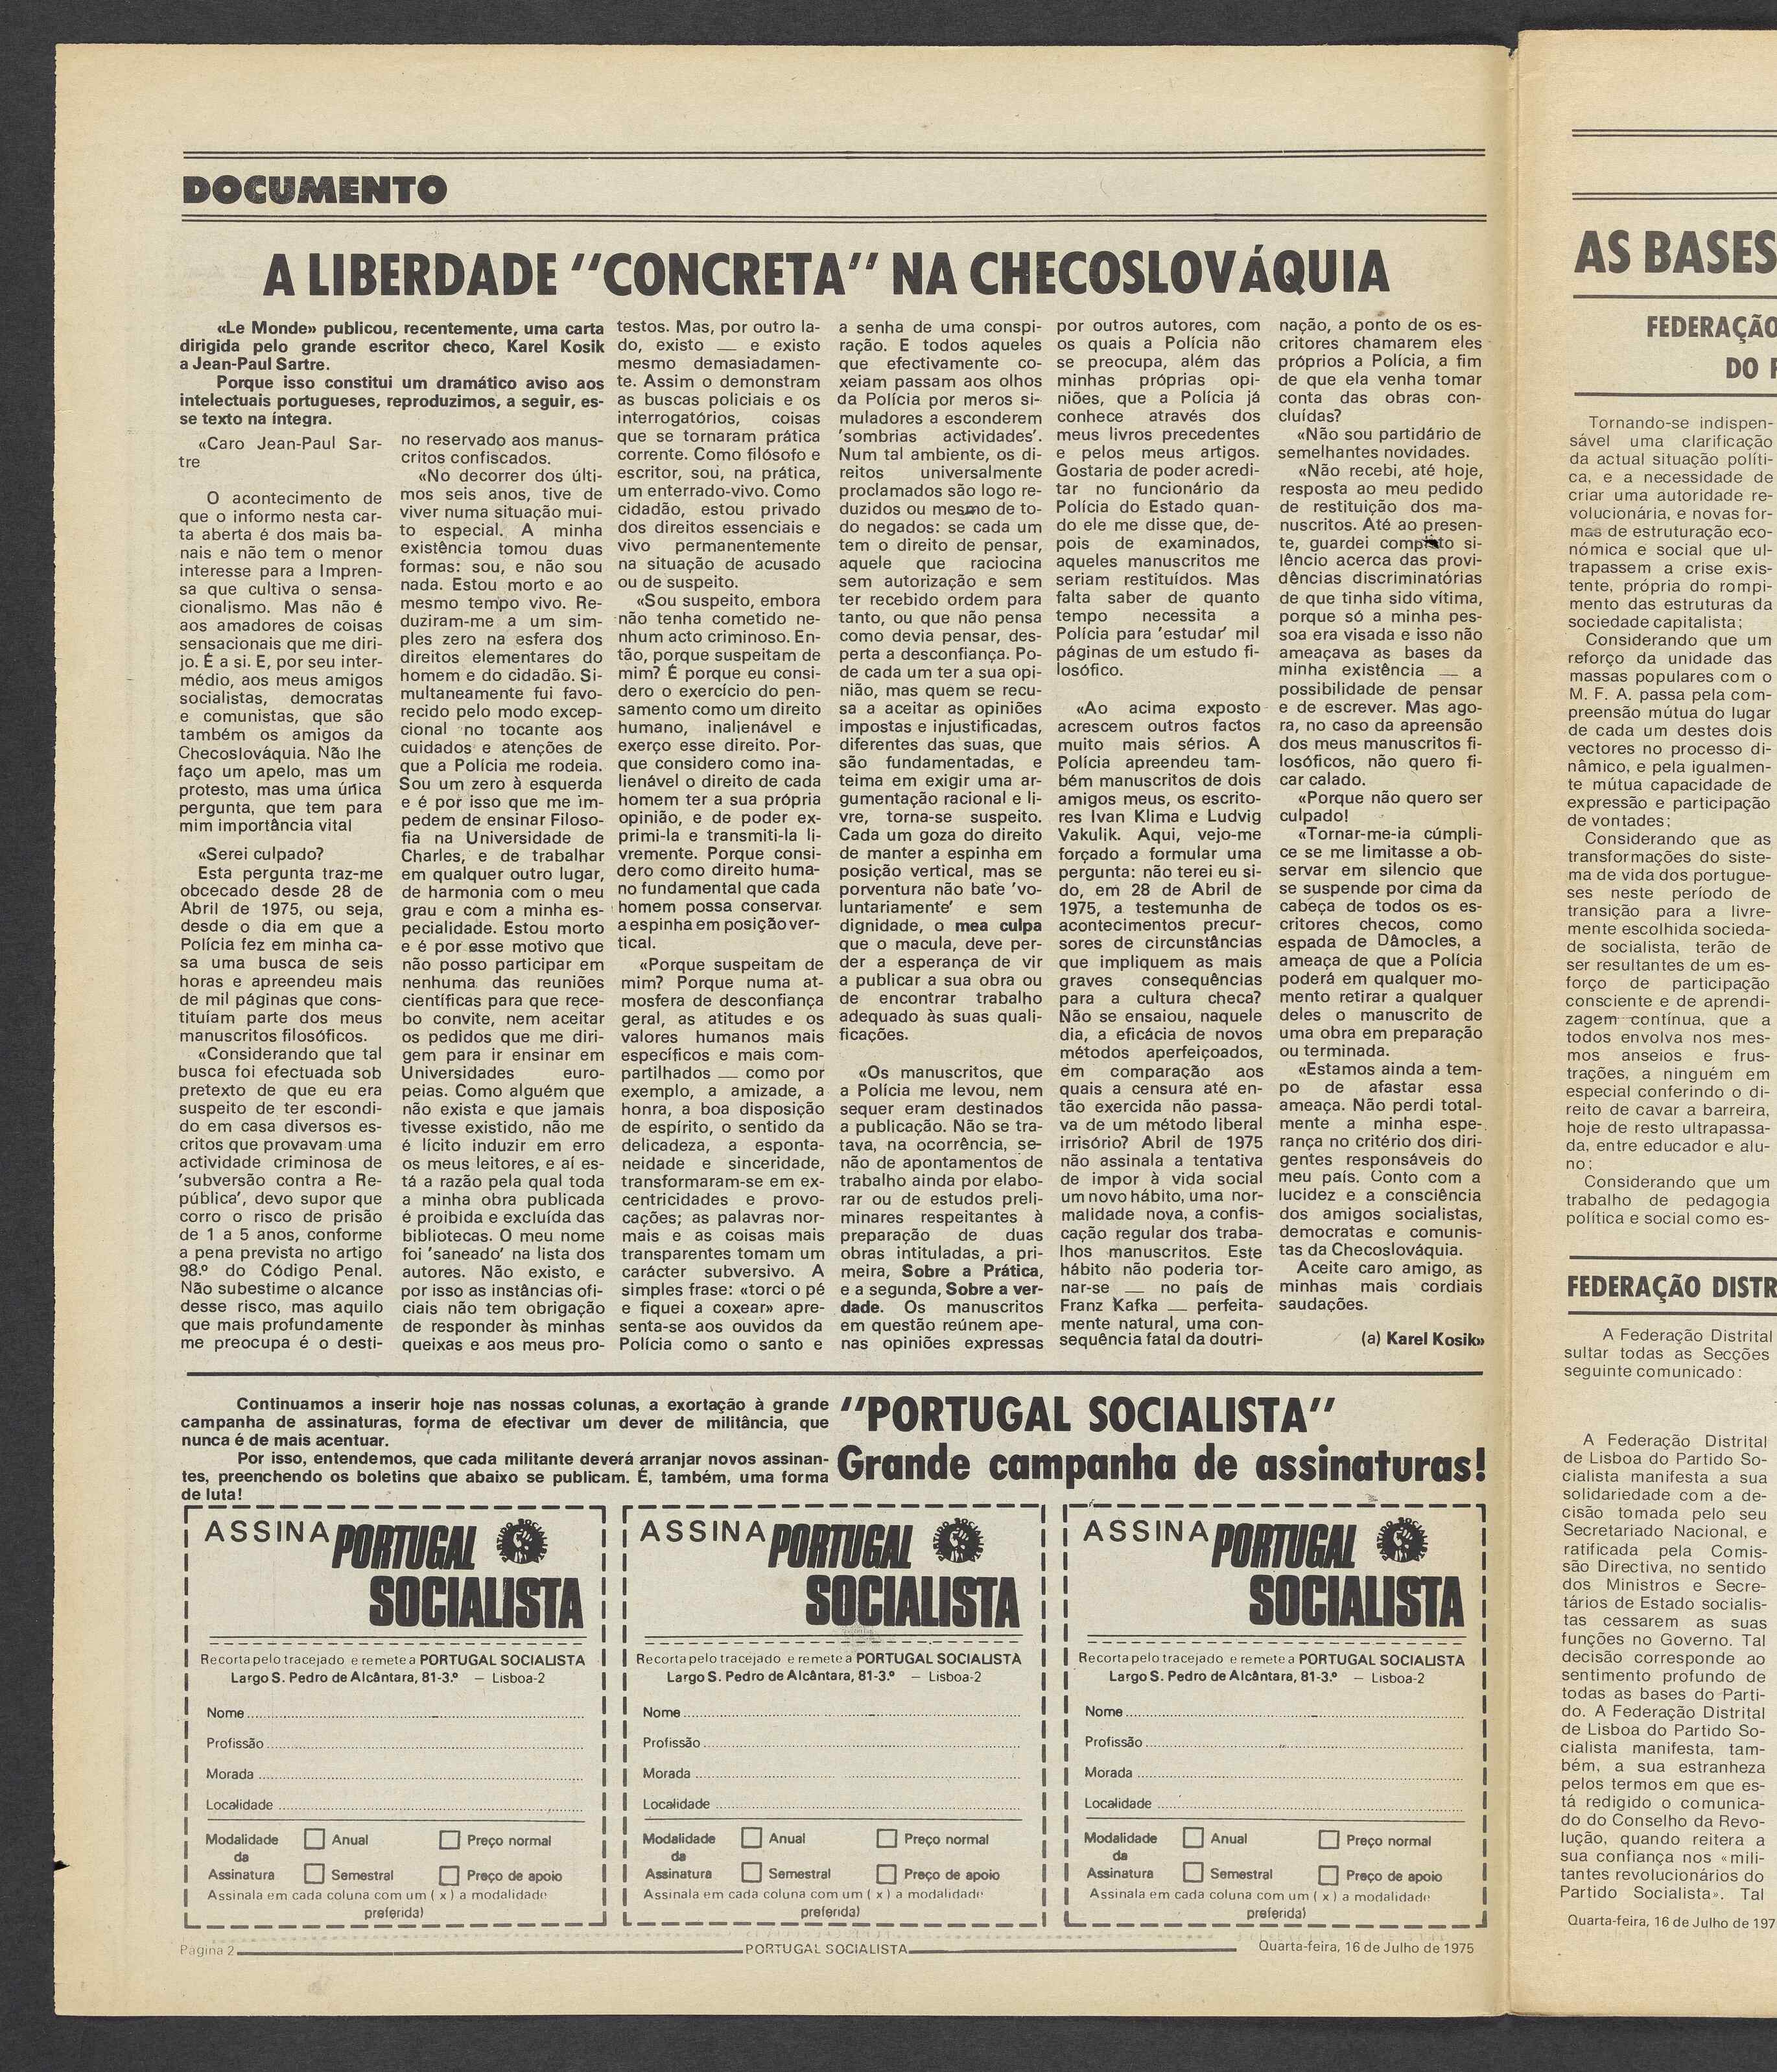 DOCUMENTO
A LIBERDADE "CONCRETA" NA CHECOSLOVÁQUIA
«Le Monde» publicou, recentemente, uma carta
dirigida pelo grande escritor checo, Karel Kosik
a Jean-Paul Sartre.
Porque isso constitui um dramático aviso aos
intelectuais portugueses, reproduzimos, a seguir, es-
se texto na íntegra.
«Caro Jean-Paul Sar-
tre
O acontecimento de
que o informo nesta car-
ta aberta é dos mais ba-
nais e não tem o menor
interesse para a Impren-
sa que cultiva o sensa-
cionalismo. Mas não é
aos amadores de coisas
sensacionais que me diri-
jo. É a si. E, por seu inter-
médio, aos meus amigos
socialistas, democratas
e comunistas, que são
também os amigos da
Checoslováquia. Não lhe
faço um apelo, mas um
protesto, mas uma única
pergunta, que tem para
mim importância vital
«Serei culpado?
Esta pergunta traz-me
obcecado desde 28 de
Abril de 1975, ou seja,
desde o dia em que a
Polícia fez em minha ca-
sa uma busca de seis
horas e apreendeu mais
de mil páginas que cons-
tituíam parte dos meus
manuscritos filosóficos.
«Considerando que tal
busca foi efectuada sob
pretexto de que eu era
suspeito de ter escondi-
do em casa diversos es-
critos que provavam uma
actividade criminosa de
'subversão contra a Re-
pública', devo supor que
corro o risco de prisão
de 1 a 5 anos, conforme
a pena prevista no artigo
98.º do Código Penal.
Não subestime o alcance
desse risco, mas aquilo
que mais profundamente
me preocupa é o desti-
no reservado aos manus-
critos confiscados.
«No decorrer dos últi-
mos seis anos, tive de
viver numa situação mui-
to especial. A minha
existência tomou duas
formas: sou, e não sou
nada. Estou morto e ao
mesmo tempo vivo. Re-
duziram-me a um sim-
ples zero na esfera dos
direitos elementares do
homem e do cidadão. Si-
multaneamente fui favo-
recido pelo modo excep-
cional no tocante aos
cuidados e atenções de
que a Polícia me rodeia.
Sou um zero à esquerda
e é por isso que me im-
pedem de ensinar Filoso-
fia na Universidade de
Charles, e de trabalhar
em qualquer outro lugar,
de harmonia com o meu
grau e com a minha es-
pecialidade. Estou morto
e é por esse motivo que
não posso participar em
nenhuma das reuniões
científicas para que rece-
bo convite, nem aceitar
os pedidos que me diri-
gem para ir ensinar em
Universidades euro-
peias. Como alguém que
não exista e que jamais
tivesse existido, não me
é lícito induzir em erro
os meus leitores, e aí es-
tá a razão pela qual toda
a minha obra publicada
é proibida e excluída das
bibliotecas. O meu nome
foi 'saneado' na lista dos
autores. Não existo, e
por isso as instâncias ofi-
ciais não tem obrigação
de responder às minhas
queixas e aos meus pro-
testos. Mas, por outro la-
do, existo — e existo
mesmo demasiadamen-
te. Assim o demonstram
as buscas policiais e os
interrogatórios, coisas
que se tornaram prática
corrente. Como filósofo e
escritor, sou, na prática,
um enterrado-vivo. Como
cidadão, estou privado
dos direitos essenciais e
vivo permanentemente
na situação de acusado
ou de suspeito.
«Sou suspeito, embora
não tenha cometido ne-
nhum acto criminoso. En-
tão, porque suspeitam de
mim? É porque eu consi-
dero o exercício do pen-
samento como um direito
humano, inalienável e
exerço esse direito. Por-
que considero como ina-
lienável o direito de cada
homem ter a sua própria
opinião, e de poder ex-
primi-la e transmiti-la li-
vremente. Porque consi-
dero como direito huma-
no fundamental que cada
homem possa conservar
a espinha em posição ver-
tical.
«Porque suspeitam de
mim? Porque numa at-
mosfera de desconfiança
geral, as atitudes e os
valores humanos mais
específicos e mais com-
partilhados — como por
exemplo, a amizade, a
honra, a boa disposição
de espírito, o sentido da
delicadeza, a esponta-
neidade e sinceridade,
transformaram-se em ex-
centricidades e provo-
cações; as palavras nor-
mais e as coisas mais
transparentes tomam um
carácter subversivo. A
simples frase: «torci o pé
e fiquei a coxear» apre-
senta-se aos ouvidos da
Polícia como o santo e
a senha de uma conspi-
ração. E todos aqueles
que efectivamente co-
xeiam passam aos olhos
da Polícia por meros si-
muladores a esconderem
'sombrias actividades'.
Num tal ambiente, os di-
reitos universalmente
proclamados são logo re-
duzidos ou mesmo de to-
do negados: se cada um
tem o direito de pensar,
aquele que raciocina
sem autorização e sem
ter recebido ordem para
tanto, ou que não pensa
como devia pensar, des-
perta a desconfiança. Po-
de cada um ter a sua opi-
nião, mas quem se recu-
sa a aceitar as opiniões
impostas e injustificadas,
diferentes das suas, que
são fundamentadas, e
teima em exigir uma ar-
gumentação racional e li-
vre, torna-se suspeito.
Cada um goza do direito
de manter a espinha em
posição vertical, mas se
porventura não bate 'vo-
luntariamente' e sem
dignidade, o mea culpa
que o macula, deve per-
der a esperança de vir
a publicar a sua obra ou
de encontrar trabalho
adequado às suas quali-
ficações.
«Os manuscritos, que
a Polícia me levou, nem
sequer eram destinados
a publicação. Não se tra-
tava, na ocorrência, se-
não de apontamentos de
trabalho ainda por elabo-
rar ou de estudos preli-
minares respeitantes à
preparação de duas
obras intituladas, a pri-
meira, Sobre a Prática,
e a segunda, Sobre a ver-
dade. Os manuscritos
em questão reúnem ape-
nas opiniões expressas
por outros autores, com
os quais a Polícia não
se preocupa, além das
minhas próprias opi-
niões, que a Polícia já
conhece através dos
meus livros precedentes
e pelos meus artigos.
Gostaria de poder acredi-
tar no funcionário da
Polícia do Estado quan-
do ele me disse que, de-
pois de examinados,
aqueles manuscritos me
seriam restituídos. Mas
falta saber de quanto
tempo necessita a
Polícia para 'estudar' mil
páginas de um estudo fi-
losófico.
«Ao acima exposto
acrescem outros factos
muito mais sérios. A
Polícia apreendeu tam-
bém manuscritos de dois
amigos meus, os escrito-
res Ivan Klima e Ludvig
Vakulik. Aqui, vejo-me
forçado a formular uma
pergunta: não terei eu si-
do, em 28 de Abril de
1975, a testemunha de
acontecimentos precur-
sores de circunstâncias
que impliquem as mais
graves consequências
para a cultura checa?
Não se ensaiou, naquele
dia, a eficácia de novos
métodos aperfeiçoados,
em comparação aos
quais a censura até en-
tão exercida não passa-
va de um método liberal
irrisório? Abril de 1975
não assinala a tentativa
de impor à vida social
um novo hábito, uma nor-
malidade nova, a confis-
cação regular dos traba-
lhos manuscritos. Este
hábito não poderia tor-
nar-se — no país de
Franz Kafka — perfeita-
mente natural, uma con-
sequência fatal da doutri-
nação, a ponto de os es-
critores chamarem eles
próprios a Polícia, a fim
de que ela venha tomar
conta das obras con-
cluídas?
«Não sou partidário de
semelhantes novidades.
«Não recebi, até hoje,
resposta ao meu pedido
de restituição dos ma-
nuscritos. Até ao presen-
te, guardei completo si-
lêncio acerca das provi-
dências discriminatórias
de que tinha sido vítima,
porque só a minha pes-
soa era visada e isso não
ameaçava as bases da
minha existência — a
possibilidade de pensar
e de escrever. Mas ago-
ra, no caso da apreensão
dos meus manuscritos fi-
losóficos, não quero fi-
car calado.
«Porque não quero ser
culpado!
«Tornar-me-ia cúmpli-
ce se me limitasse a ob-
servar em silencio que
se suspende por cima da
cabeça de todos os es-
critores checos, como
espada de Dâmocles, a
ameaça de que a Polícia
poderá em qualquer mo-
mento retirar a qualquer
deles o manuscrito de
uma obra em preparação
ou terminada.
«Estamos ainda a tem-
po de afastar essa
ameaça. Não perdi total-
mente a minha espe-
rança no critério dos diri-
gentes responsáveis do
meu país. Conto com a
lucidez e a consciência
dos amigos socialistas,
democratas e comunis-
tas da Checoslováquia.
Aceite caro amigo, as
minhas mais cordiais
saudações.
(a) Karel Kosik»
Continuamos a inserir hoje nas nossas colunas, a exortação à grande
campanha de assinaturas, forma de efectivar um dever de militância, que
nunca é de mais acentuar.
Por isso, entendemos, que cada militante deverá arranjar novos assinan-
tes, preenchendo os boletins que abaixo se publicam. É, também, uma forma
de luta!
"PORTUGAL SOCIALISTA"
Grande campanha de assinaturas!
ASSINA PORTUGAL
SOCIALISTA
Recorta pelo tracejado e remete a PORTUGAL SOCIALISTA
Largo S. Pedro de Alcântara, 81-3.º — Lisboa-2
Nome
Profissão
Morada
Localidade
Modalidade Anual Preço normal
da
Assinatura Semestral Preço de apoio
Assinala em cada coluna com um ( x ) a modalidade
preferida)
ASSINA PORTUGAL
SOCIALISTA
Recorta pelo tracejado e remete a PORTUGAL SOCIALISTA
Largo S. Pedro de Alcântara, 81-3.º — Lisboa-2
Nome
Profissão
Morada
Localidade
Modalidade Anual Preço normal
da
Assinatura Semestral Preço de apoio
Assinala em cada coluna com um ( x ) a modalidade
preferida)
ASSINA PORTUGAL
SOCIALISTA
Recorta pelo tracejado e remete a PORTUGAL SOCIALISTA
Largo S. Pedro de Alcântara, 81-3.º — Lisboa-2
Nome
Profissão
Morada
Localidade
Modalidade Anual Preço normal
da
Assinatura Semestral Preço de apoio
Assinala em cada coluna com um ( x ) a modalidade
preferida)
Página 2 PORTUGAL SOCIALISTA Quarta-feira, 16 de Julho de 1975
AS BASES
FEDERAÇÃO
DO
Tornando-se indispen-
sável uma clarificação
da actual situação políti-
ca, e a necessidade de
criar uma autoridade re-
volucionária, e novas for-
mas de estruturação eco-
nómica e social que ul-
trapassem a crise exis-
tente, própria do rompi-
mento das estruturas da
sociedade capitalista;
Considerando que um
reforço da unidade das
massas populares com o
M. F. A. passa pela com-
preensão mútua do lugar
de cada um destes dois
vectores no processo di-
nâmico, e pela igualmen-
te mútua capacidade de
expressão e participação
de vontades;
Considerando que as
transformações do siste-
ma de vida dos portugue-
ses neste período de
transição para a livre-
mente escolhida socieda-
de socialista, terão de
ser resultantes de um es-
forço de participação
consciente e de aprendi-
zagem contínua, que a
todos envolva nos mes-
mos anseios e frus-
trações, a ninguém em
especial conferindo o di-
reito de cavar a barreira,
hoje de resto ultrapassa-
da, entre educador e alu-
no;
Considerando que um
trabalho de pedagogia
política e social como es-
FEDERAÇÃO DISTR
A Federação Distrital
sultar todas as Secções
seguinte comunicado:
A Federação Distrital
de Lisboa do Partido So-
cialista manifesta a sua
solidariedade com a de-
cisão tomada pelo seu
Secretariado Nacional, e
ratificada pela Comis-
são Directiva, no sentido
dos Ministros e Secre-
tários de Estado socialis-
tas cessarem as suas
funções no Governo. Tal
decisão corresponde ao
sentimento profundo de
todas as bases do Parti-
do. A Federação Distrital
de Lisboa do Partido So-
cialista manifesta, tam-
bém, a sua estranheza
pelos termos em que es-
tá redigido o comunica-
do do Conselho da Revo-
lução, quando reitera a
sua confiança nos «mili-
tantes revolucionários do
Partido Socialista». Tal
Quarta-feira, 16 de Julho de 197